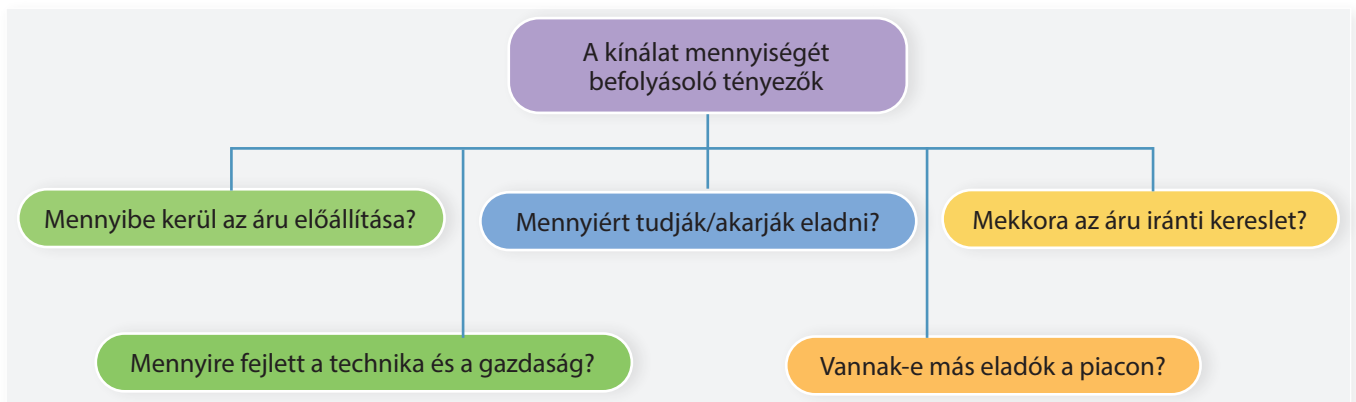 A kínálat mennyiségét
befolyásoló tényezők
Mennyibe kerül az áru előállítása?
Mennyiért tudják/akarják eladni?
Mekkora az áru iránti kereslet?
Mennyire fejlett a technika és a gazdaság?
Vannak-e más eladók a piacon?